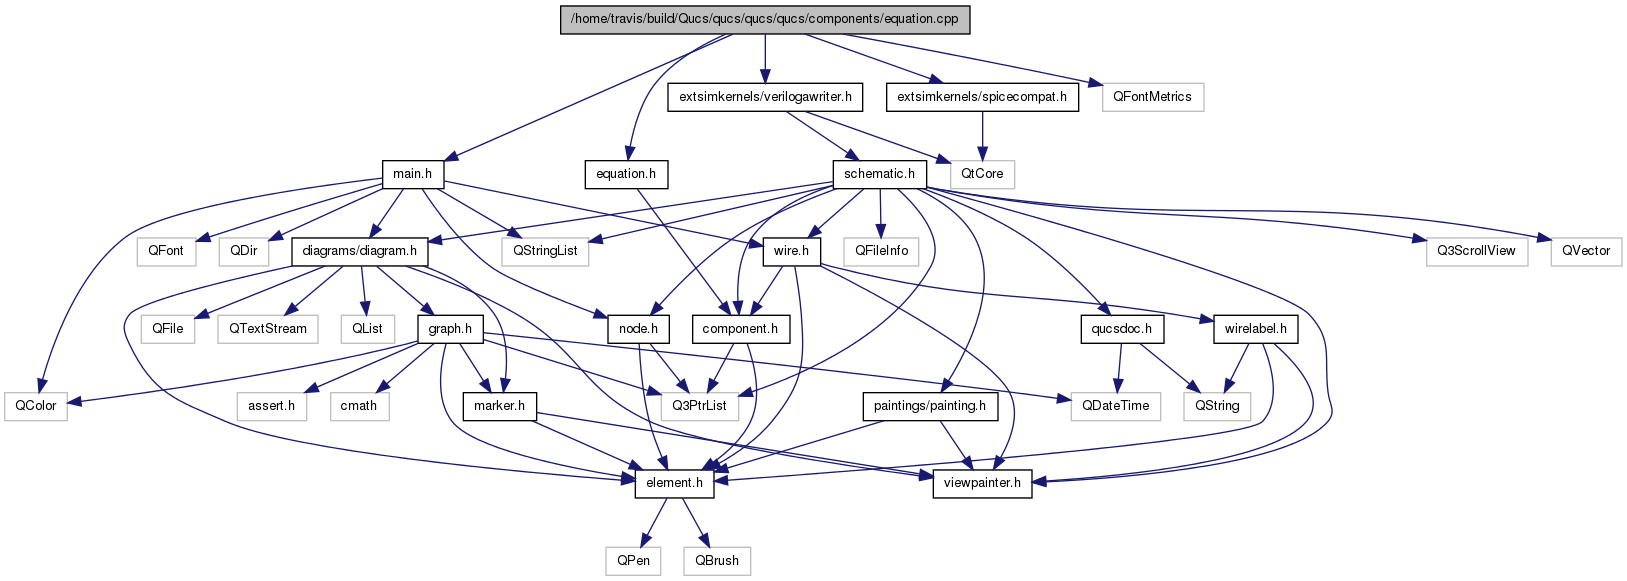 /home/travis/build/Qucs/qucs/qucs/qucs/components/equation.cpp
extsimkernels/verilogawriter.h
extsimkernels/spicecompat.h
QFontMetrics
main.h
equation.h
schematic.h
QtCore
QFont
QDir
diagrams/diagram.h
QStringList
wire.h
QFileInfo
Q3ScrollView
QVector
QFile
QTextStream
QList
graph.h
node.h
component.h
qucsdoc.h
wirelabel.h
QColor
assert.h
cmath
marker.h
Q3PtrList
paintings/painting.h
QDateTime
QString
element.h
viewpainter.h
QPen
QBrush